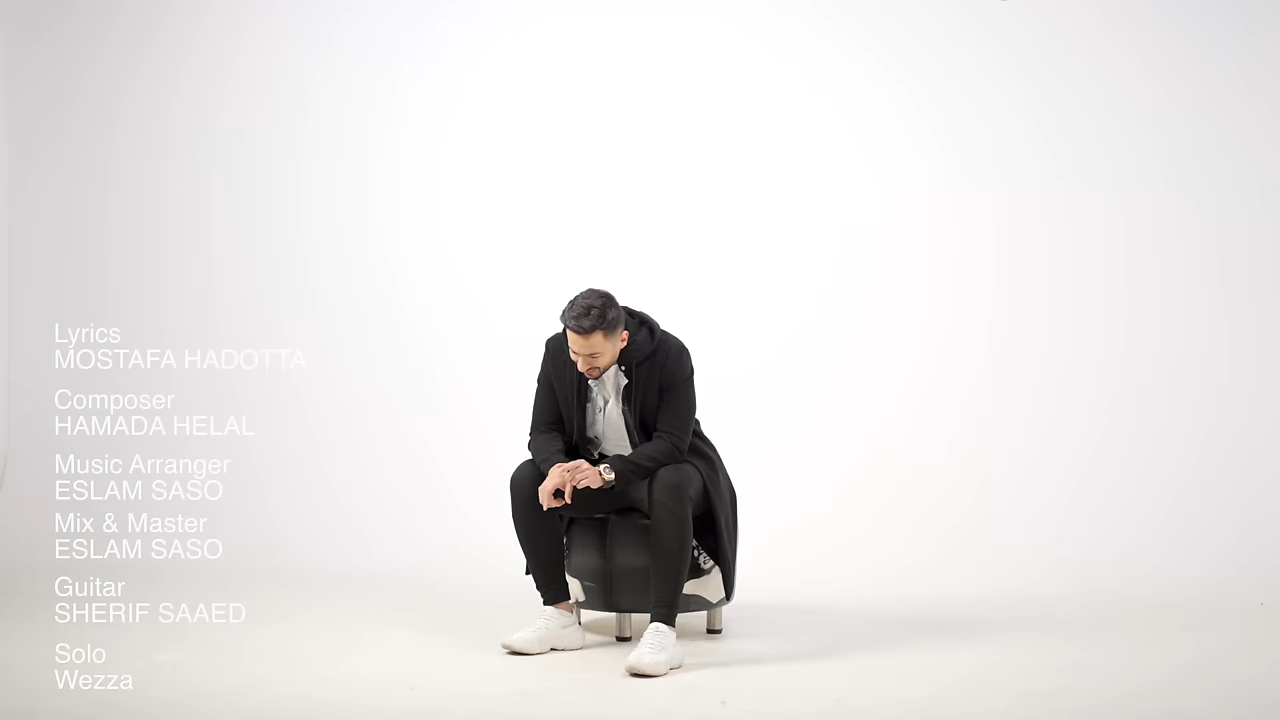 Lyrics
MOSTAFA HADOTTA
Composer
HAMADA HELAL
Music Arranger
ESLAM SASO
Mix & Master
ESLAM SASO
Guitar
SHERIF SAAED
Solo
Wezza